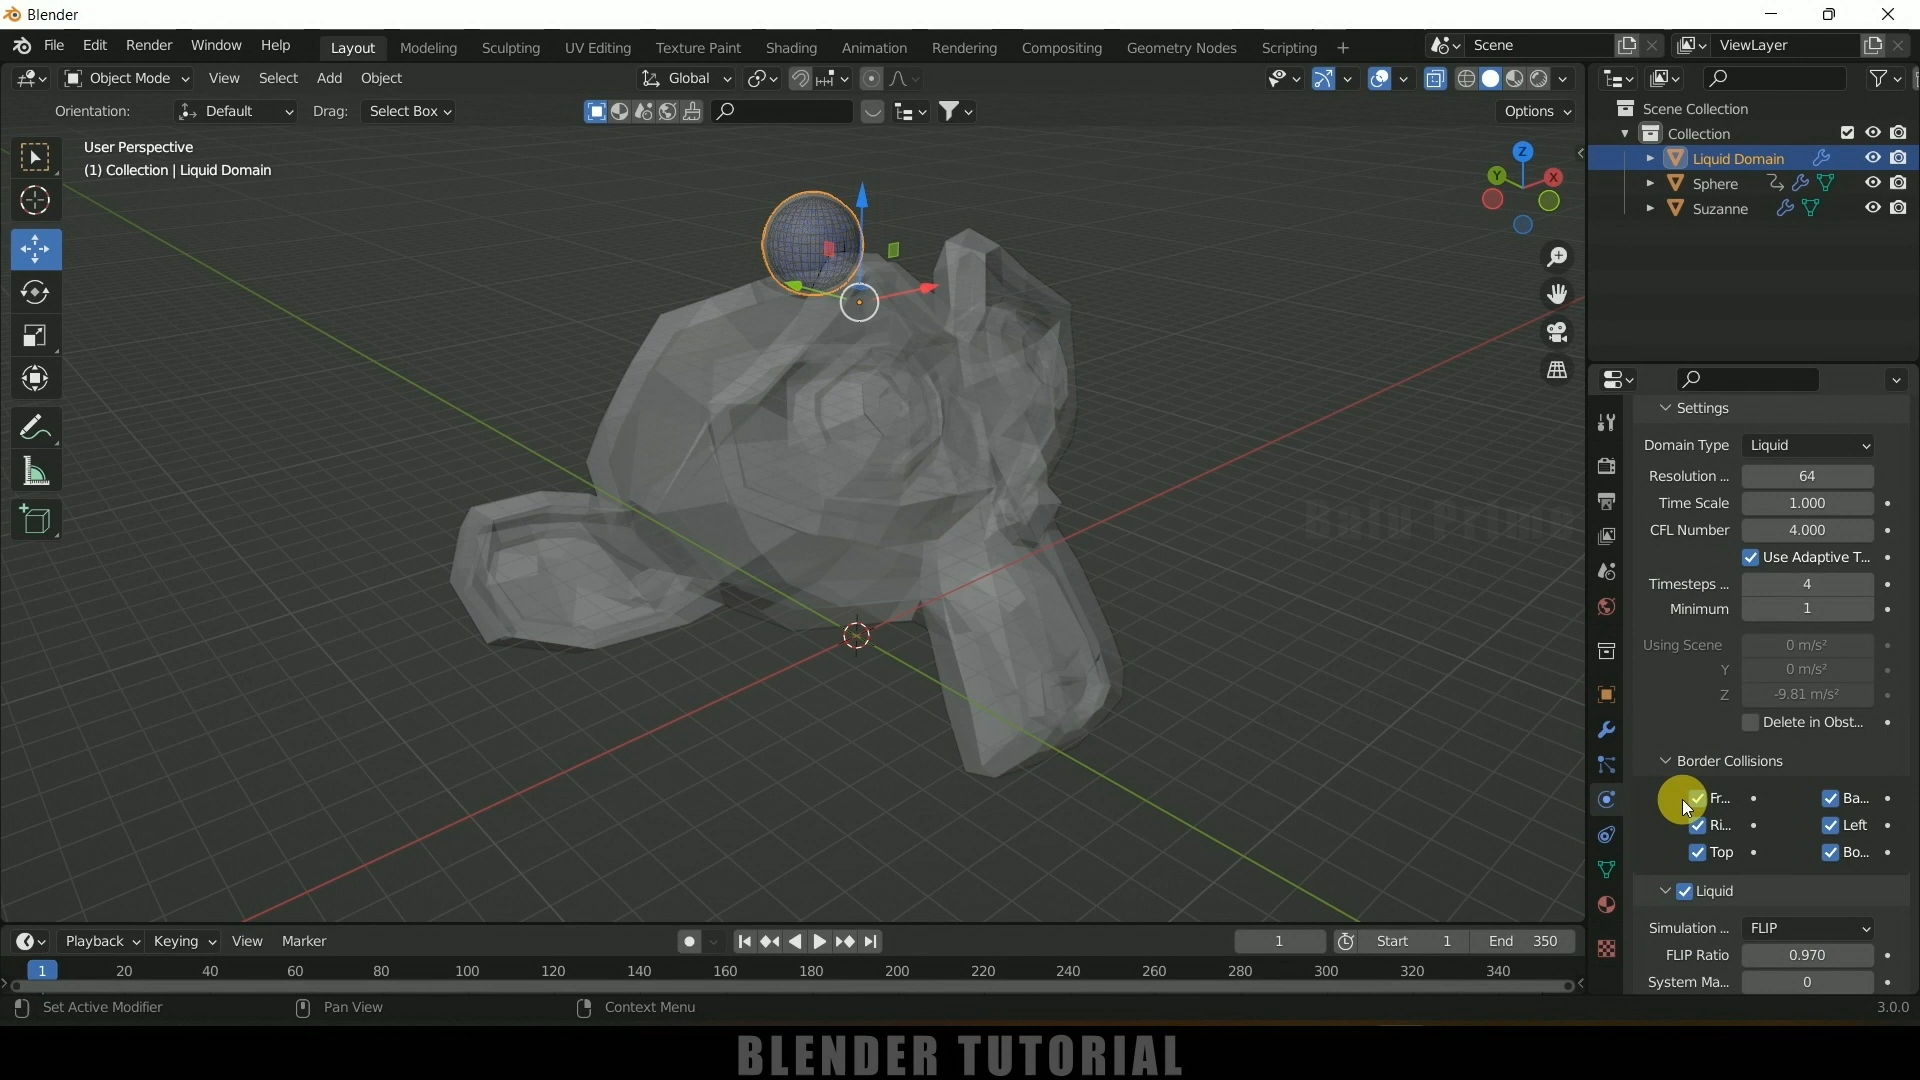 Blender
File Edit Render Window Help Layout Modeling Sculpting UV Editing Texture Paint Shading Animation Rendering Compositing Geometry Nodes Scripting + Scene ViewLayer
Object Mode View Select Add Object Global
Orientation: Default Drag: Select Box Options
User Perspective
(1) Collection | Liquid Domain
Z
Y
X
Scene Collection
Collection
Liquid Domain
Sphere
Suzanne
Settings
Domain Type Liquid
Resolution ... 64
Time Scale 1.000
CFL Number 4.000
Use Adaptive T...
Timesteps ... 4
Minimum 1
Using Scene 0 m/s²
Y 0 m/s²
Z -9.81 m/s²
Delete in Obst...
Border Collisions
Fr... Ba...
Ri... Left
Top Bo...
Liquid
Simulation ... FLIP
FLIP Ratio 0.970
System Ma... 0
Playback Keying View Marker 1 Start 1 End 350
1 20 40 60 80 100 120 140 160 180 200 220 240 260 280 300 320 340
Set Active Modifier Pan View Context Menu 3.0.0
BLENDER TUTORIAL